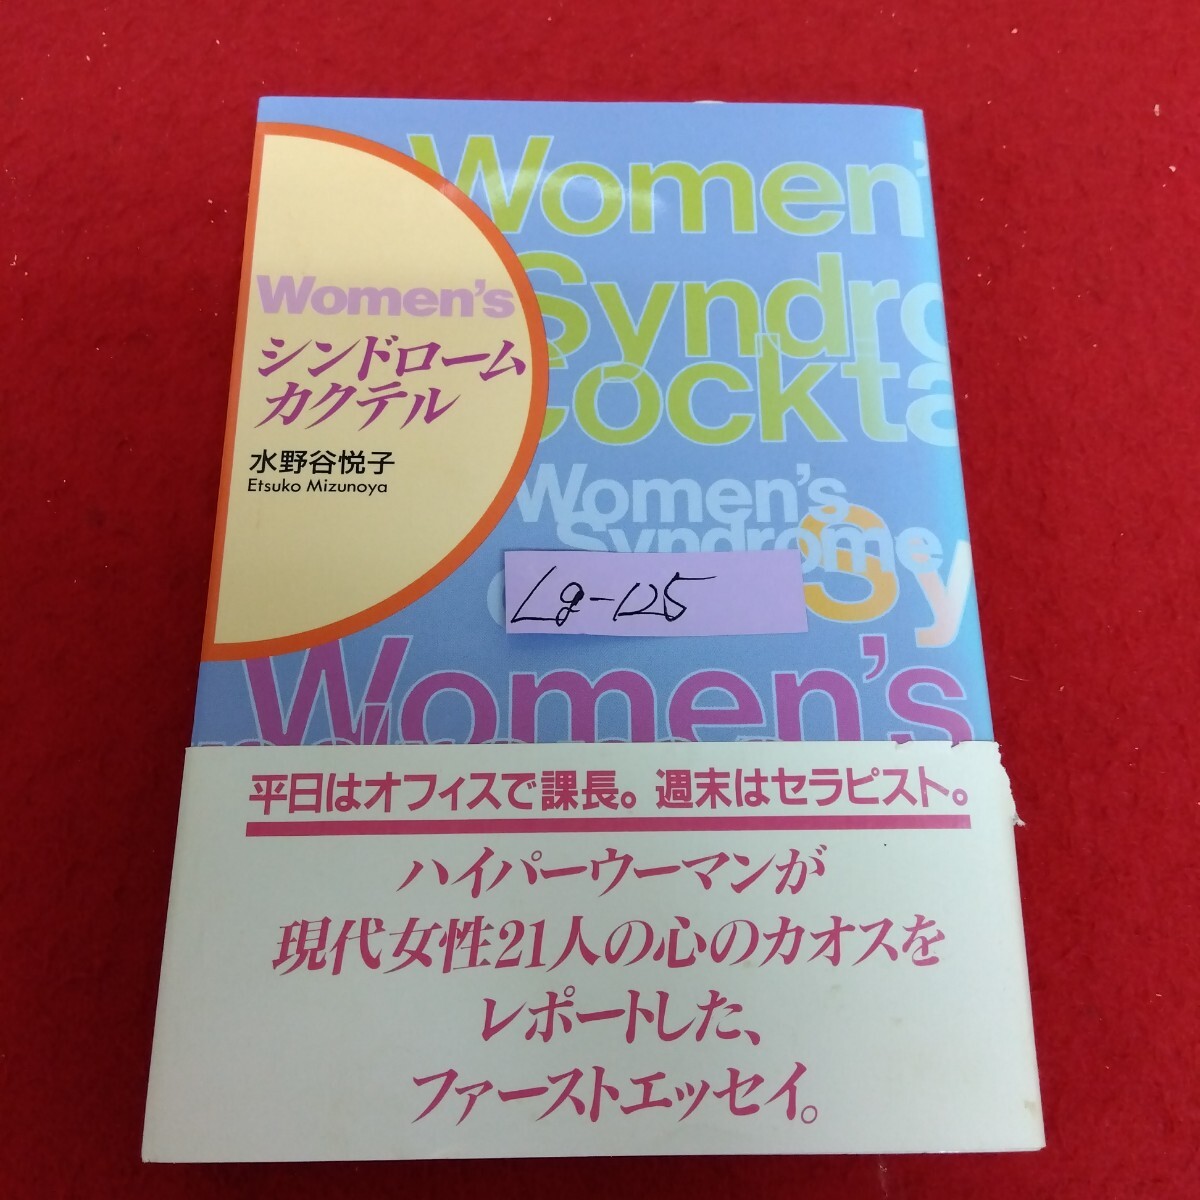 Women's
Syndro
Cockta
Women's
シンドローム
カクテル
水野谷悦子
Etsuko Mizunoya
Women's
Syndrome
Sy
Lg-125
Women's
平日はオフィスで課長。週末はセラピスト。
ハイパーウーマンが
現代女性21人の心のカオスを
レポートした、
ファーストエッセイ。